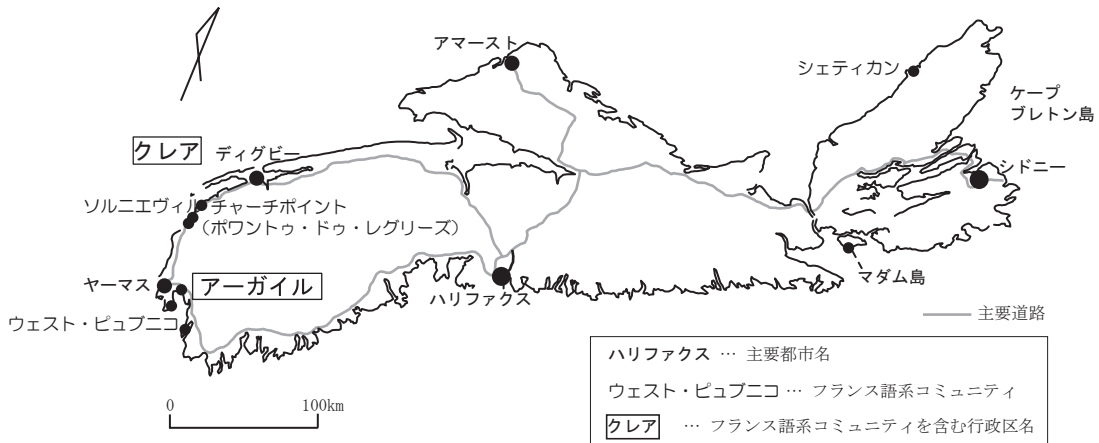 アマースト
シェティカン
ケープ
ブレトン島
クレア
ディグビー
シドニー
ソルニエヴィル
チャーチポイント
(ポワントゥ・ドゥ・レグリーズ)
マダム島
ヤーマス
アーガイル
ハリファクス
ウェスト・ピュブニコ
主要道路
ハリファクス … 主要都市名
ウェスト・ピュブニコ … フランス語系コミュニティ
クレア … フランス語系コミュニティを含む行政区名
0 100km